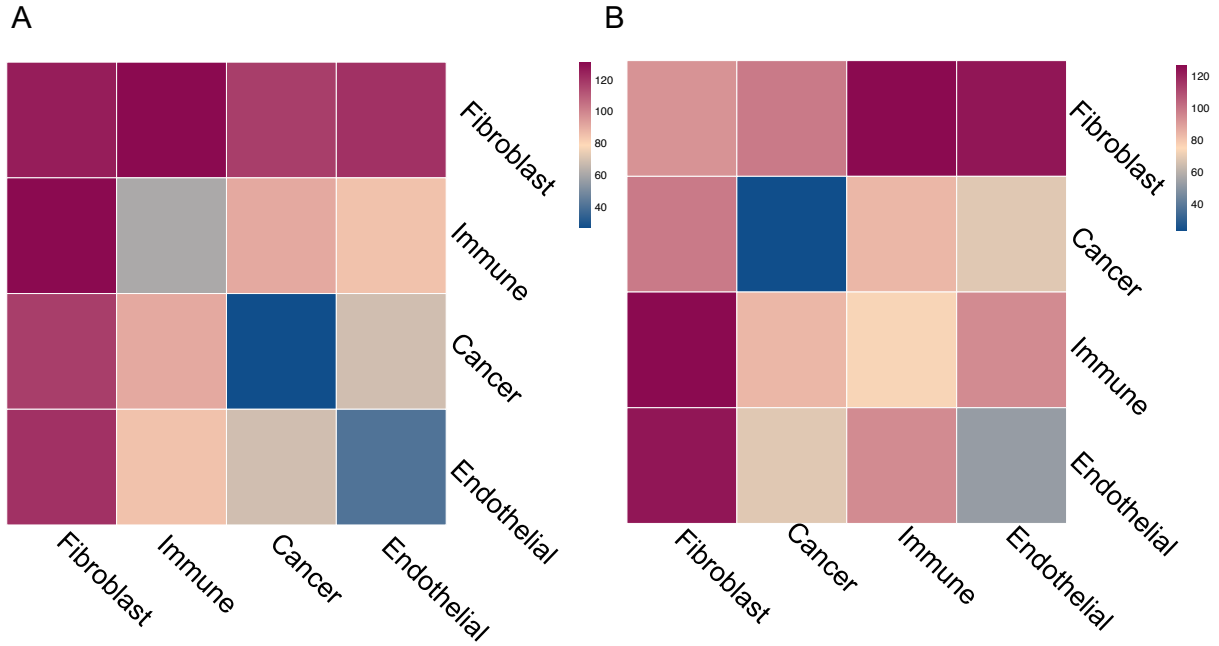 A
B
120
100
80
60
40
Fibroblast
Immune
Cancer
Endothelial
Fibroblast
Immune
Cancer
Endothelial
120
100
80
60
40
Fibroblast
Cancer
Immune
Endothelial
Fibroblast
Cancer
Immune
Endothelial